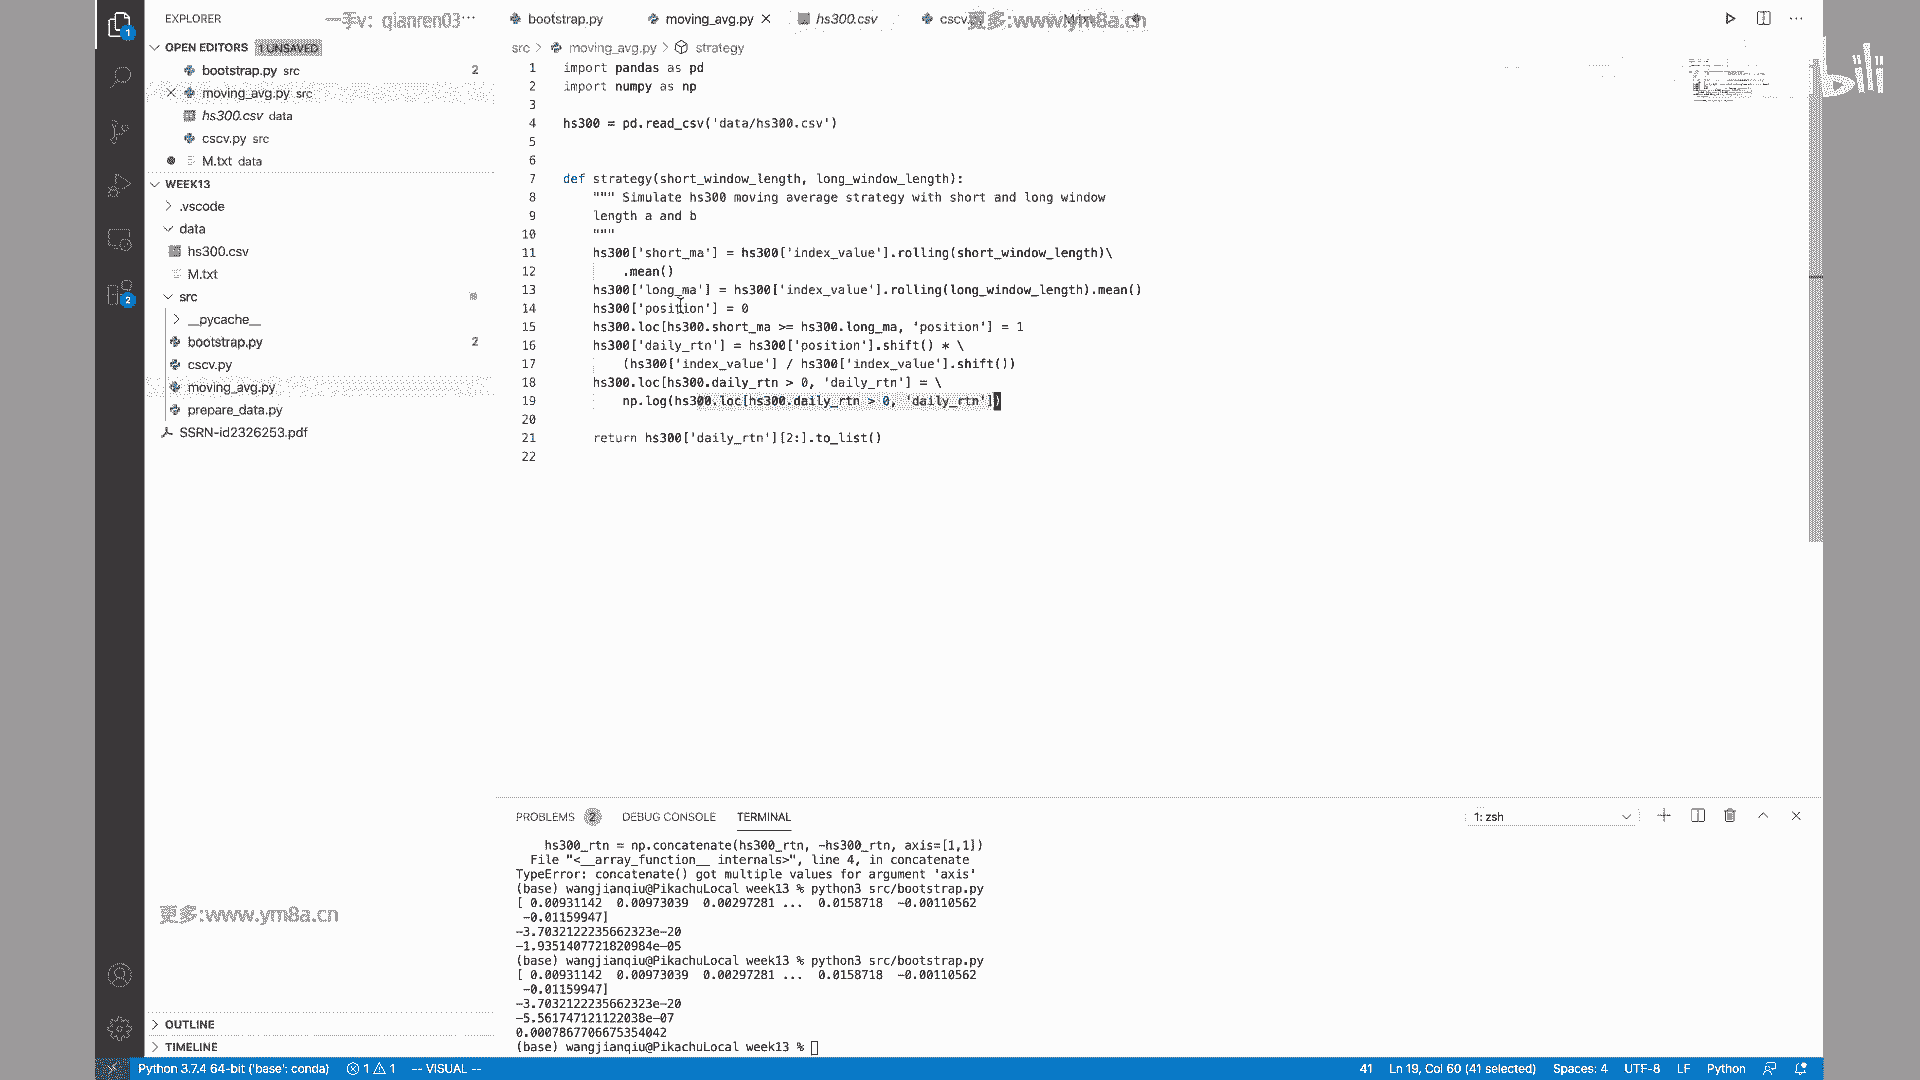 EXPLORER
一手v: qianren03 ···
bootstrap.py
moving_avg.py
hs300.csv
cscv.py
更多:www.ym8a.cn
bili
OPEN EDITORS 1 UNSAVED
bootstrap.py src 2
moving_avg.py src
hs300.csv data
cscv.py src
M.txt data
WEEK13
.vscode
data
hs300.csv
M.txt
src
__pycache__
bootstrap.py 2
cscv.py
moving_avg.py
prepare_data.py
SSRN-id2326253.pdf
更多:www.ym8a.cn
OUTLINE
TIMELINE
src > moving_avg.py > strategy
1 import pandas as pd
2 import numpy as np
3
4 hs300 = pd.read_csv('data/hs300.csv')
5
6
7 def strategy(short_window_length, long_window_length):
8 """ Simulate hs300 moving average strategy with short and long window
9 length a and b
10 """
11 hs300['short_ma'] = hs300['index_value'].rolling(short_window_length)\
12 .mean()
13 hs300['long_ma'] = hs300['index_value'].rolling(long_window_length).mean()
14 hs300['position'] = 0
15 hs300.loc[hs300.short_ma >= hs300.long_ma, 'position'] = 1
16 hs300['daily_rtn'] = hs300['position'].shift() * \
17 (hs300['index_value'] / hs300['index_value'].shift())
18 hs300.loc[hs300.daily_rtn > 0, 'daily_rtn'] = \
19 np.log(hs300.loc[hs300.daily_rtn > 0, 'daily_rtn'])
20
21 return hs300['daily_rtn'][2:].to_list()
22
PROBLEMS 2 DEBUG CONSOLE TERMINAL 1: zsh
hs300_rtn = np.concatenate(hs300_rtn, -hs300_rtn, axis=[1,1])
File "<__array_function__ internals>", line 4, in concatenate
TypeError: concatenate() got multiple values for argument 'axis'
(base) wangjianqiu@PikachuLocal week13 % python3 src/bootstrap.py
[ 0.00931142 0.00973039 0.00297281 ... 0.0158718 -0.00110562
-0.01159947]
-3.7032122235662323e-20
-1.9351407721820984e-05
(base) wangjianqiu@PikachuLocal week13 % python3 src/bootstrap.py
[ 0.00931142 0.00973039 0.00297281 ... 0.0158718 -0.00110562
-0.01159947]
-3.7032122235662323e-20
-5.561747121122038e-07
0.0007867706675354042
(base) wangjianqiu@PikachuLocal week13 %
Python 3.7.4 64-bit ('base': conda) 1 1 -- VISUAL -- 41 Ln 19, Col 60 (41 selected) Spaces: 4 UTF-8 LF Python